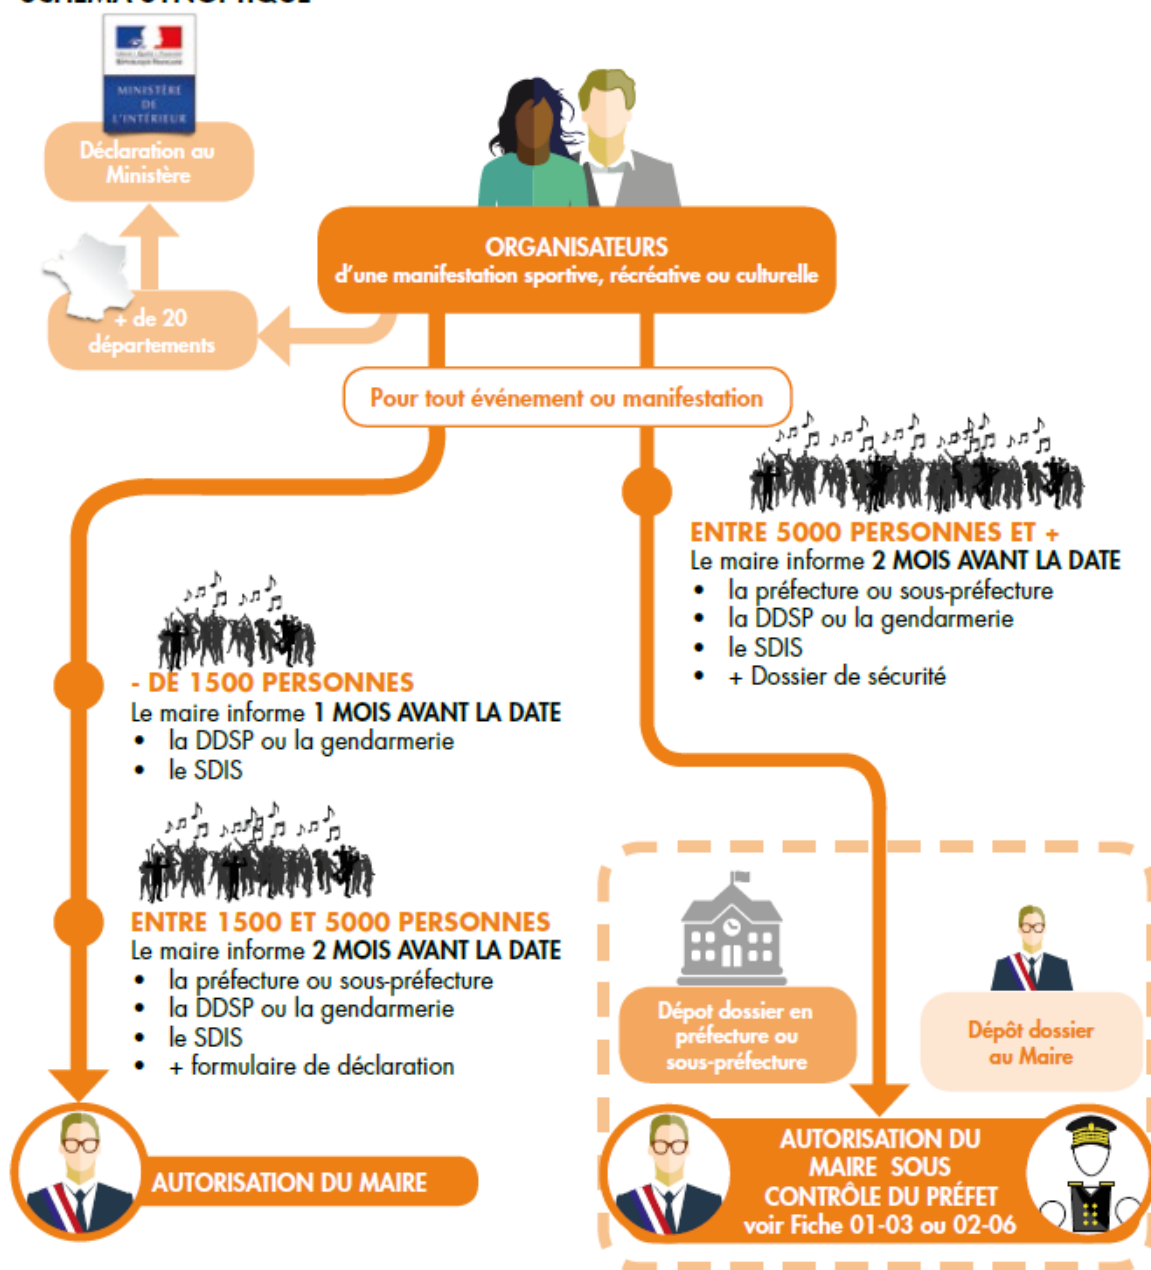 SCHÉMA SYNOPTIQUE
MINISTÈRE
DE
L'INTÉRIEUR
Déclaration au
Ministère
ORGANISATEURS
d'une manifestation sportive, récréative ou culturelle
+ de 20
départements
Pour tout événement ou manifestation
ENTRE 5000 PERSONNES ET +
Le maire informe 2 MOIS AVANT LA DATE
• la préfecture ou sous-préfecture
• la DDSP ou la gendarmerie
• le SDIS
• + Dossier de sécurité
- DE 1500 PERSONNES
Le maire informe 1 MOIS AVANT LA DATE
• la DDSP ou la gendarmerie
• le SDIS
ENTRE 1500 ET 5000 PERSONNES
Le maire informe 2 MOIS AVANT LA DATE
• la préfecture ou sous-préfecture
• la DDSP ou la gendarmerie
• le SDIS
• + formulaire de déclaration
AUTORISATION DU MAIRE
Dépot dossier en
préfecture ou
sous-préfecture
Dépôt dossier
au Maire
AUTORISATION DU
MAIRE SOUS
CONTRÔLE DU PRÉFET
voir Fiche 01-03 ou 02-06